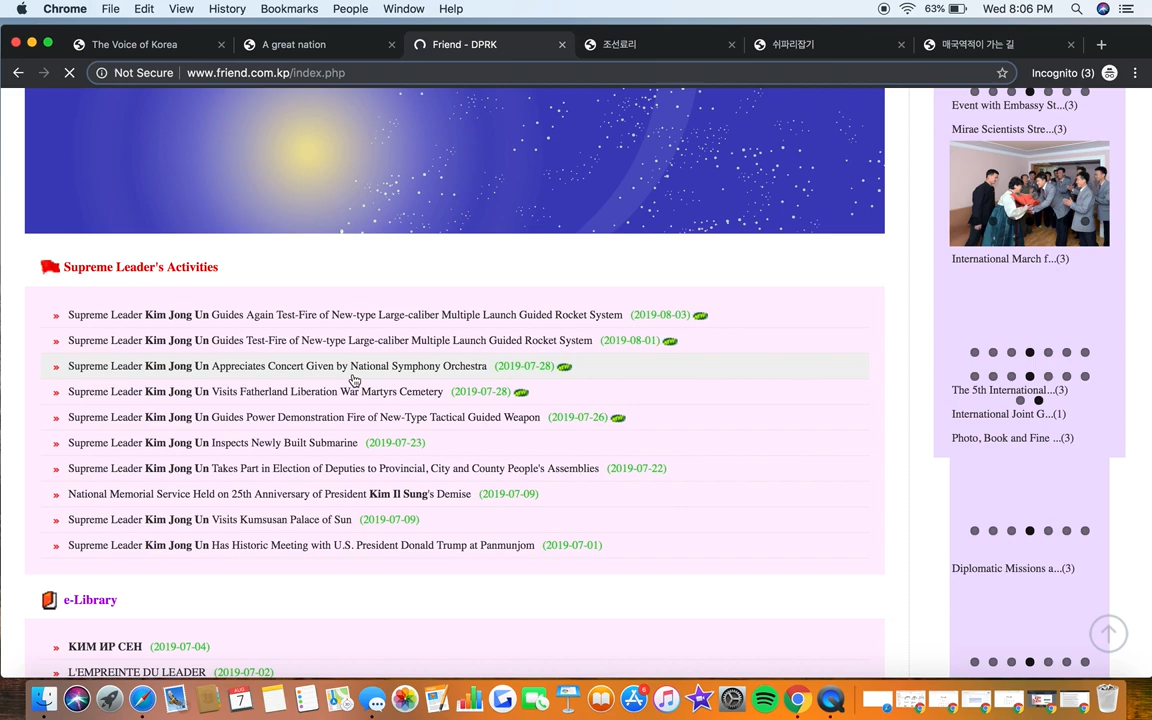 Chrome File Edit View History Bookmarks People Window Help 63% Wed 8:06 PM
The Voice of Korea A great nation Friend - DPRK 조선료리 쉬파리잡기 매국역적이 가는 길
Not Secure www.friend.com.kp/index.php Incognito (3)
Supreme Leader's Activities
» Supreme Leader Kim Jong Un Guides Again Test-Fire of New-type Large-caliber Multiple Launch Guided Rocket System (2019-08-03)
» Supreme Leader Kim Jong Un Guides Test-Fire of New-type Large-caliber Multiple Launch Guided Rocket System (2019-08-01)
» Supreme Leader Kim Jong Un Appreciates Concert Given by National Symphony Orchestra (2019-07-28)
» Supreme Leader Kim Jong Un Visits Fatherland Liberation War Martyrs Cemetery (2019-07-28)
» Supreme Leader Kim Jong Un Guides Power Demonstration Fire of New-Type Tactical Guided Weapon (2019-07-26)
» Supreme Leader Kim Jong Un Inspects Newly Built Submarine (2019-07-23)
» Supreme Leader Kim Jong Un Takes Part in Election of Deputies to Provincial, City and County People's Assemblies (2019-07-22)
» National Memorial Service Held on 25th Anniversary of President Kim Il Sung's Demise (2019-07-09)
» Supreme Leader Kim Jong Un Visits Kumsusan Palace of Sun (2019-07-09)
» Supreme Leader Kim Jong Un Has Historic Meeting with U.S. President Donald Trump at Panmunjom (2019-07-01)
e-Library
» КИМ ИР СЕН (2019-07-04)
» L'EMPREINTE DU LEADER (2019-07-02)
Event with Embassy St...(3)
Mirae Scientists Stre...(3)
International March f...(3)
The 5th International...(3)
International Joint G...(1)
Photo, Book and Fine ...(3)
Diplomatic Missions a...(3)
7